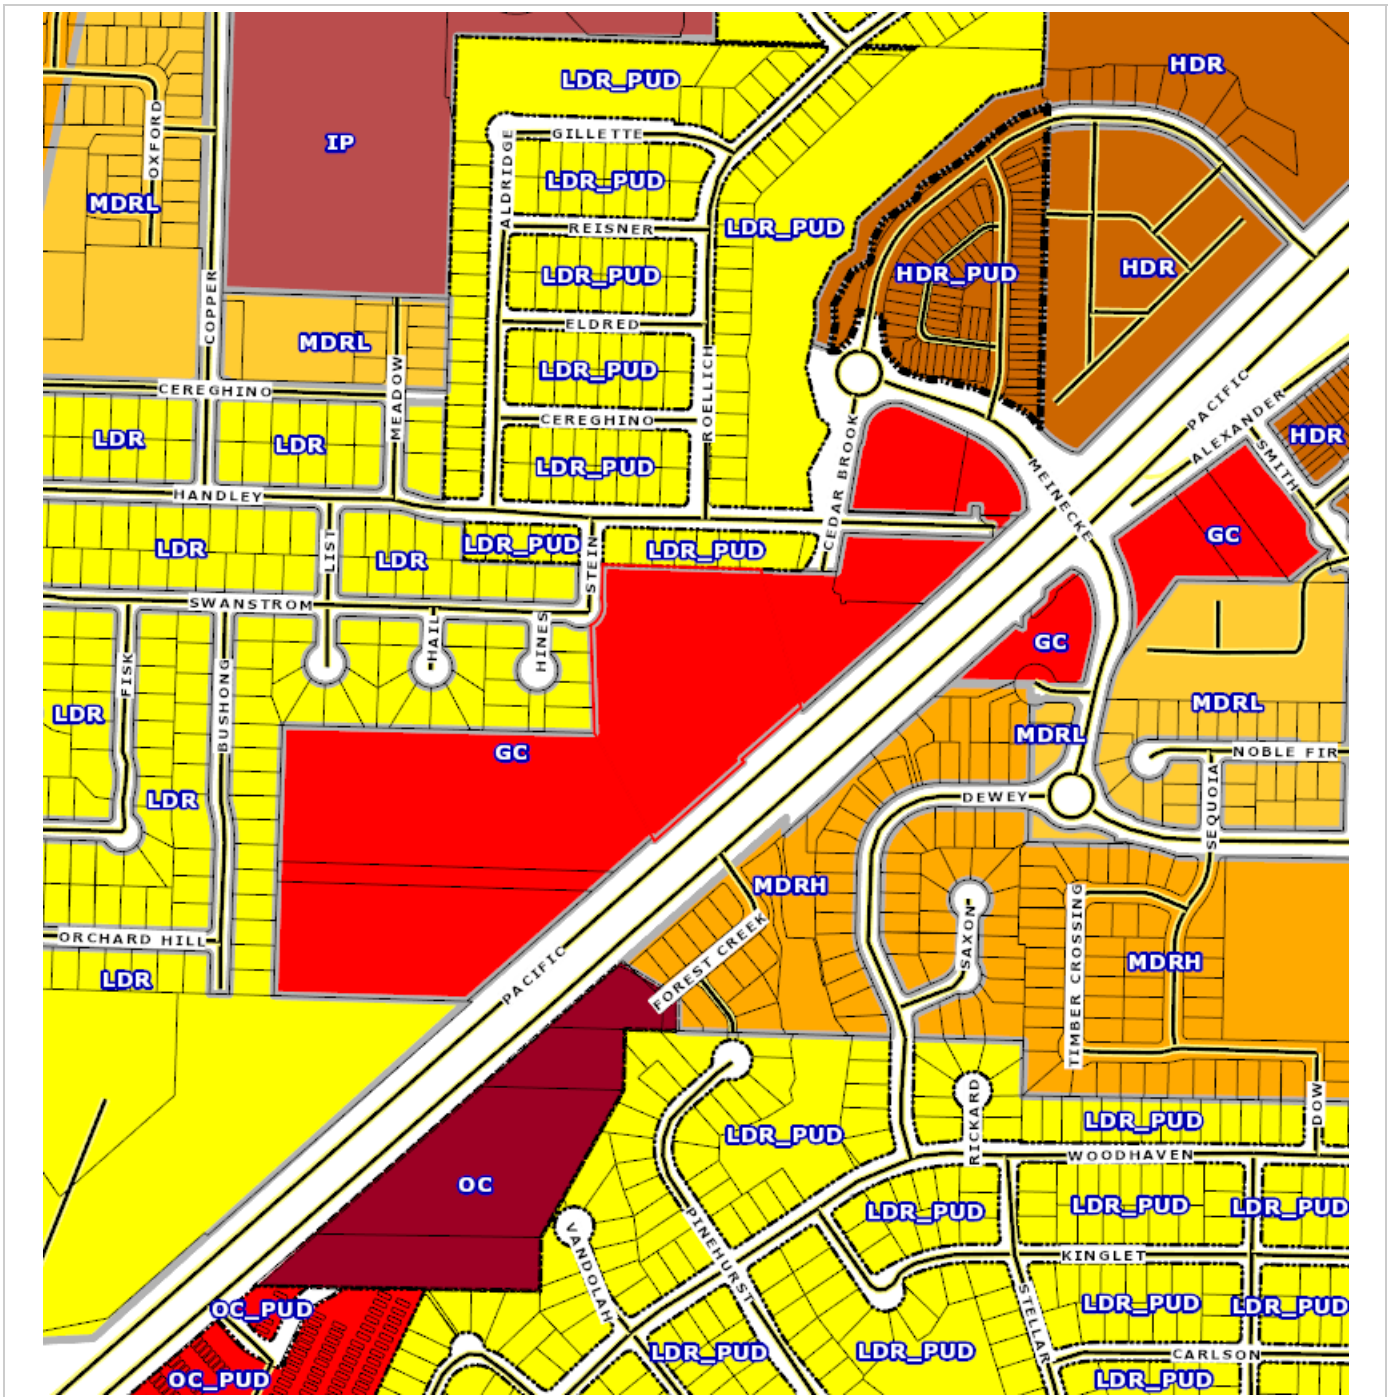 HDR
LDR_PUD
OXFORD
GILLETTE
IP
ALDRIDGE
LDR_PUD
MDRL
REISNER
LDR_PUD
HDR
HDR_PUD
LDR_PUD
COPPER
ELDRED
MDRL
LDR_PUD
ROELLICH
CEREGHINO
MEADOW
PACIFIC
ALEXANDER
CEREGHINO
LDR
LDR
HDR
LDR_PUD
SMITH
CEDAR BROOK
MEINECKE
HANDLEY
GC
LDR
LIST
LDR
LDR_PUD
STEIN
LDR_PUD
SWANSTROM
HAIL
HINES
GC
FISK
BUSHONG
LDR
MDRL
MDRL
GC
NOBLE FIR
LDR
DEWEY
SEQUOIA
MDRH
FOREST CREEK
SAXON
TIMBER CROSSING
ORCHARD HILL
MDRH
LDR
PACIFIC
RICKARD
DOW
LDR_PUD
LDR_PUD
WOODHAVEN
OC
LDR_PUD
LDR_PUD
LDR_PUD
VANDOLAH
PINEHURST
KINGLET
OC_PUD
STELLAR
LDR_PUD
LDR_PUD
LDR_PUD
LDR_PUD
CARLSON
OC_PUD
LDR_PUD